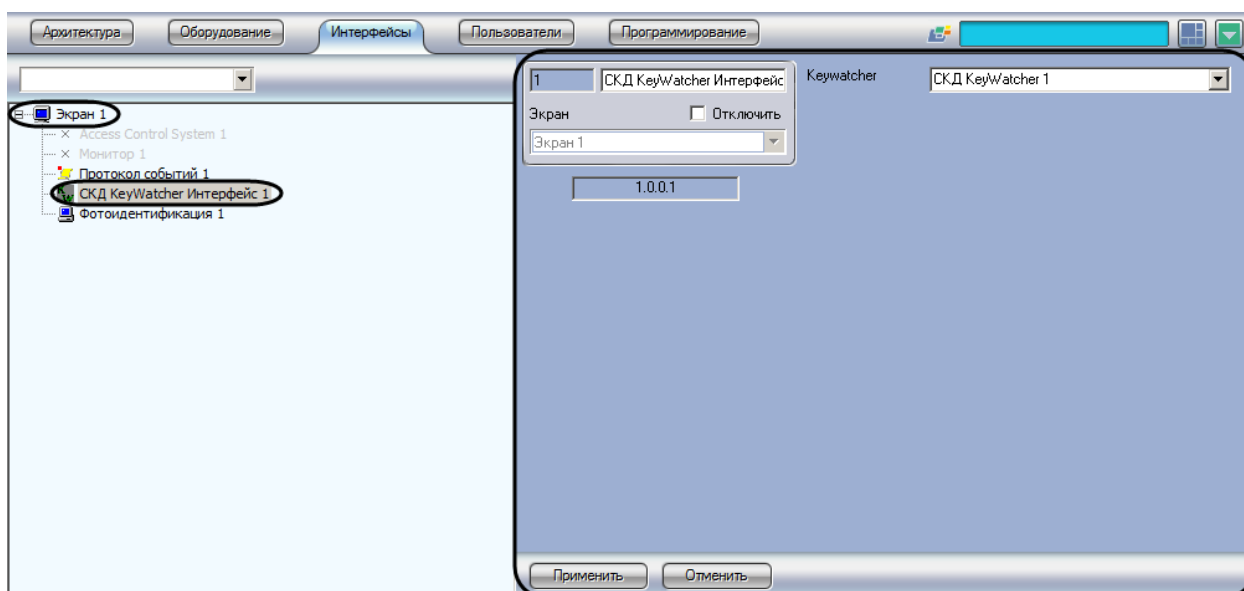 Архитектура Оборудование Интерфейсы Пользователи Программирование
Экран 1
Access Control System 1
Монитор 1
Протокол событий 1
СКД KeyWatcher Интерфейс 1
Фотоидентификация 1
1 СКД KeyWatcher Интерфейс Keywatcher СКД KeyWatcher 1
Экран Отключить
Экран 1
1.0.0.1
Применить Отменить